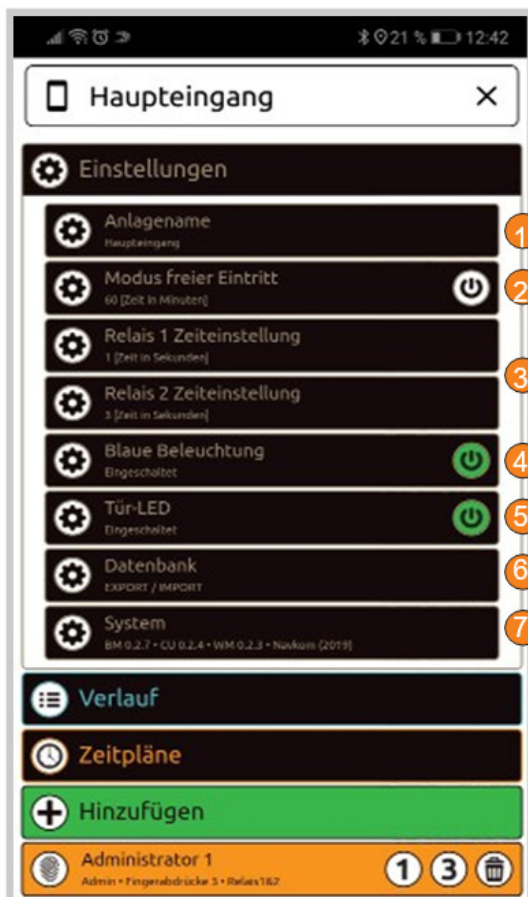 21 % 12:42
Haupteingang
Einstellungen
Anlagename
Haupteingang
1
Modus freier Eintritt
60 [Zeit in Minuten]
2
Relais 1 Zeiteinstellung
1 [Zeit in Sekunden]
3
Relais 2 Zeiteinstellung
3 [Zeit in Sekunden]
Blaue Beleuchtung
Eingeschaltet
4
Tür-LED
Eingeschaltet
5
Datenbank
EXPORT / IMPORT
6
System
BM 0.2.7 • CU 0.2.4 • WM 0.2.3 • Navkom (2019)
7
Verlauf
Zeitpläne
Hinzufügen
Administrator 1
Admin • Fingerabdrücke 3 • Relais1&2
1 3